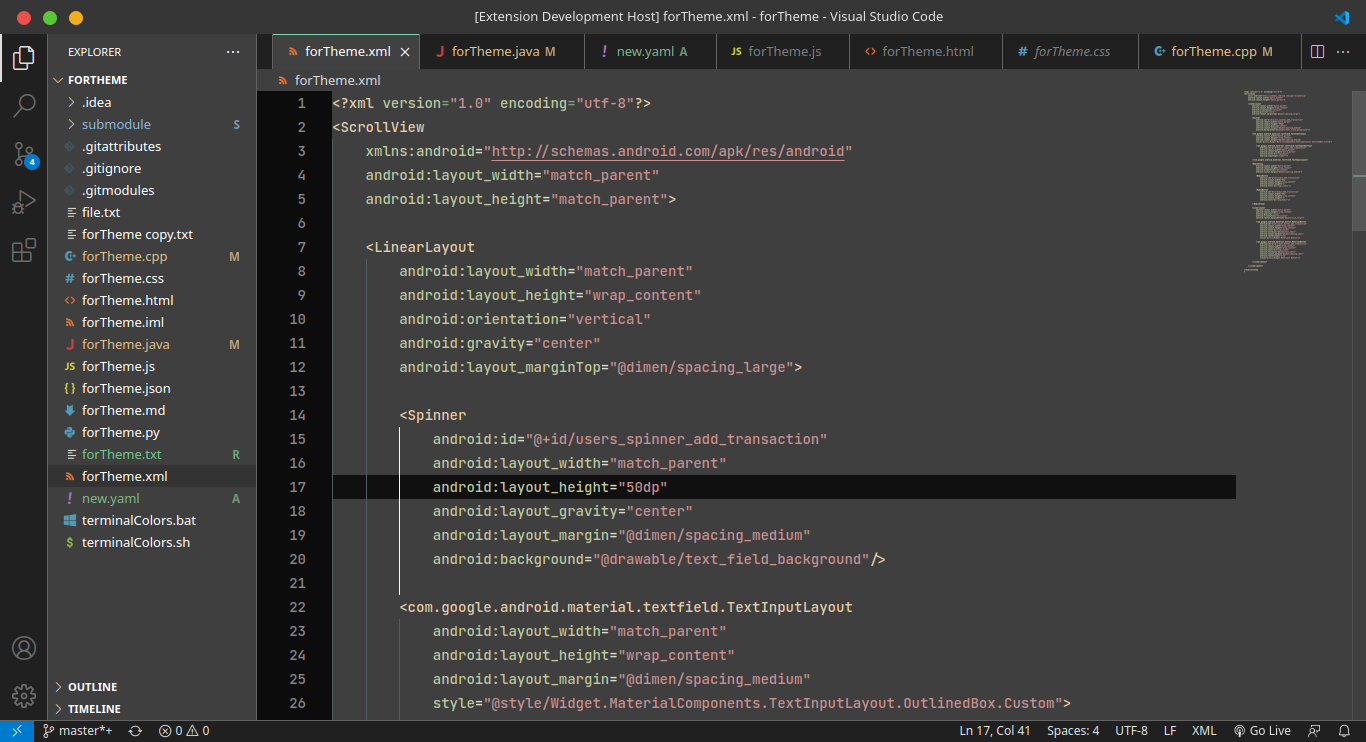 [Extension Development Host] forTheme.xml - forTheme - Visual Studio Code
EXPLORER
forTheme.xml
J forTheme.java M
! new.yaml A
JS forTheme.js
<> forTheme.html
# forTheme.css
forTheme.cpp M
FORTHEME
.idea
submodule S
.gitattributes
.gitignore
.gitmodules
file.txt
forTheme copy.txt
forTheme.cpp M
# forTheme.css
<> forTheme.html
forTheme.iml
J forTheme.java M
JS forTheme.js
{} forTheme.json
forTheme.md
forTheme.py
forTheme.txt R
forTheme.xml
! new.yaml A
terminalColors.bat
$ terminalColors.sh
OUTLINE
TIMELINE
4
forTheme.xml
1 <?xml version="1.0" encoding="utf-8"?>
2 <ScrollView
3 xmlns:android="http://schemas.android.com/apk/res/android"
4 android:layout_width="match_parent"
5 android:layout_height="match_parent">
6
7 <LinearLayout
8 android:layout_width="match_parent"
9 android:layout_height="wrap_content"
10 android:orientation="vertical"
11 android:gravity="center"
12 android:layout_marginTop="@dimen/spacing_large">
13
14 <Spinner
15 android:id="@+id/users_spinner_add_transaction"
16 android:layout_width="match_parent"
17 android:layout_height="50dp"
18 android:layout_gravity="center"
19 android:layout_margin="@dimen/spacing_medium"
20 android:background="@drawable/text_field_background"/>
21
22 <com.google.android.material.textfield.TextInputLayout
23 android:layout_width="match_parent"
24 android:layout_height="wrap_content"
25 android:layout_margin="@dimen/spacing_medium"
26 style="@style/Widget.MaterialComponents.TextInputLayout.OutlinedBox.Custom">
master*+ 0 0 Ln 17, Col 41 Spaces: 4 UTF-8 LF XML Go Live